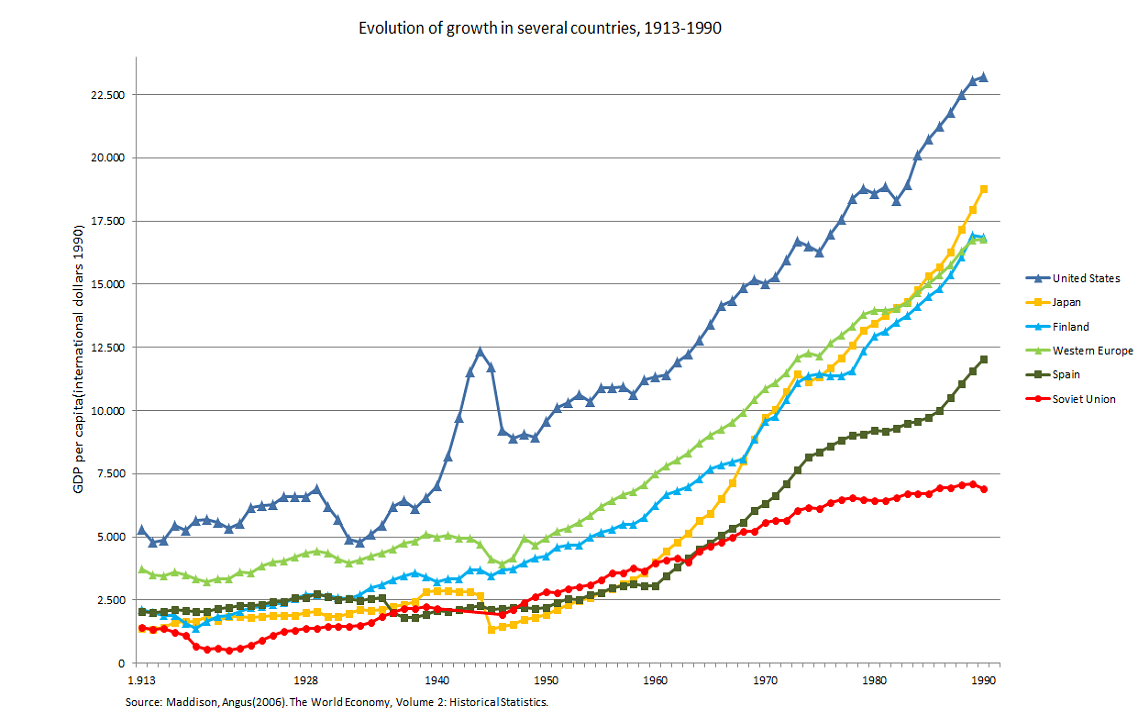 Evolution of growth in several countries, 1913-1990
GDP per capita(international dollars 1990)
22.500
20.000
17.500
15.000
12.500
10.000
7.500
5.000
2.500
0
1.913
1928
1940
1950
1960
1970
1980
1990
United States
Japan
Finland
Western Europe
Spain
Soviet Union
Source: Maddison, Angus(2006). The World Economy, Volume 2: Historical Statistics.